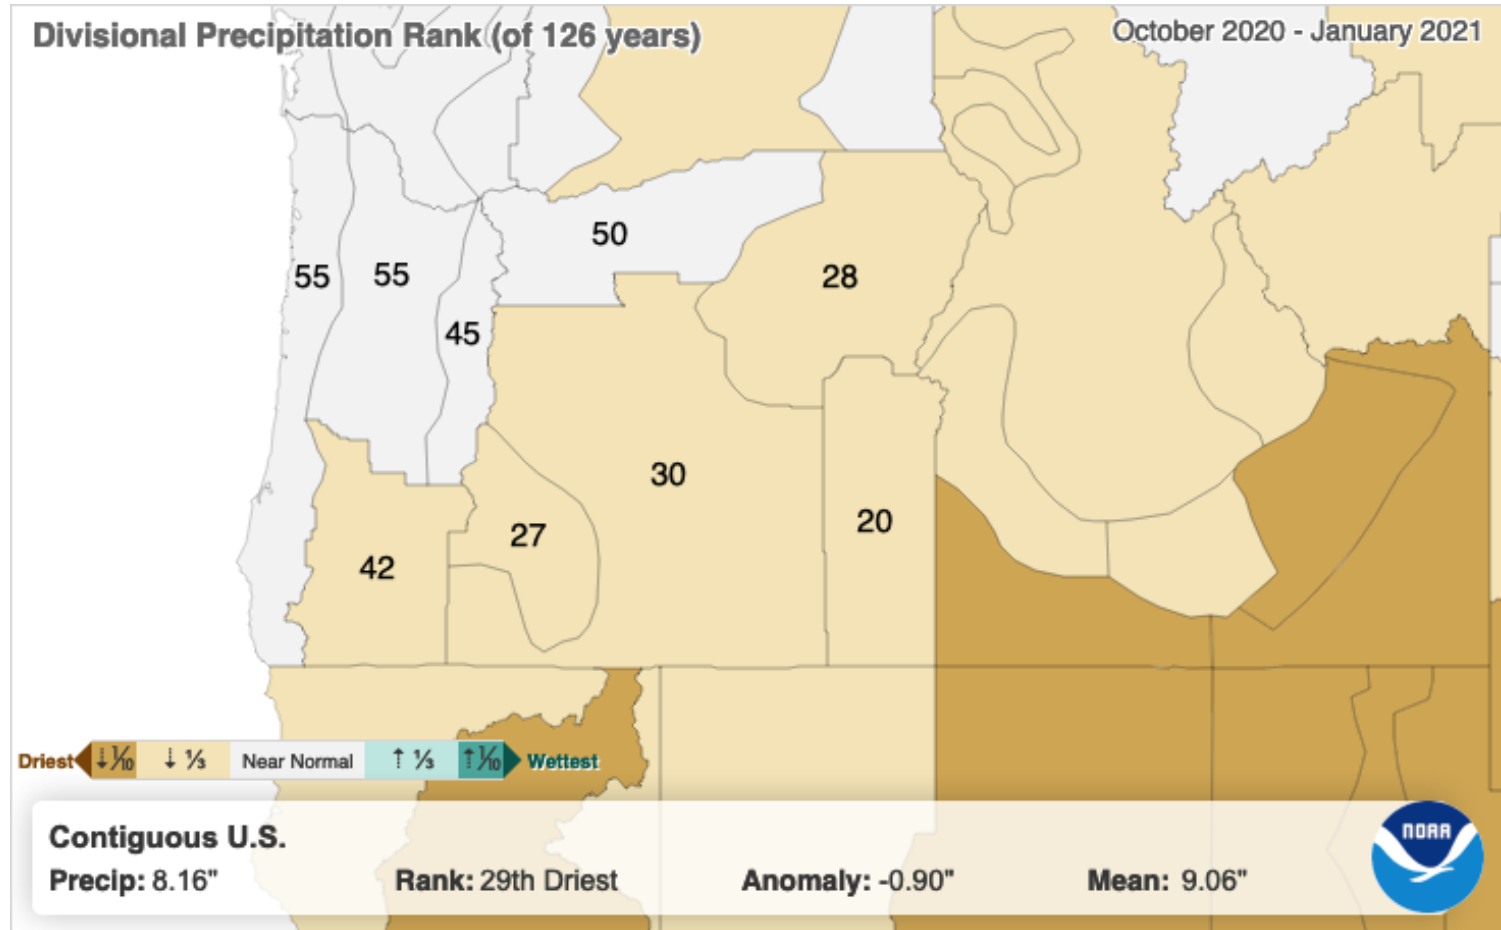 Divisional Precipitation Rank (of 126 years)
October 2020 - January 2021
50
55
55
28
45
30
20
27
42
Driest ↓ 1/10 ↓ 1/3 Near Normal ↑ 1/3 ↑ 1/10 Wettest
Contiguous U.S.
Precip: 8.16" Rank: 29th Driest Anomaly: -0.90" Mean: 9.06"
NOAA